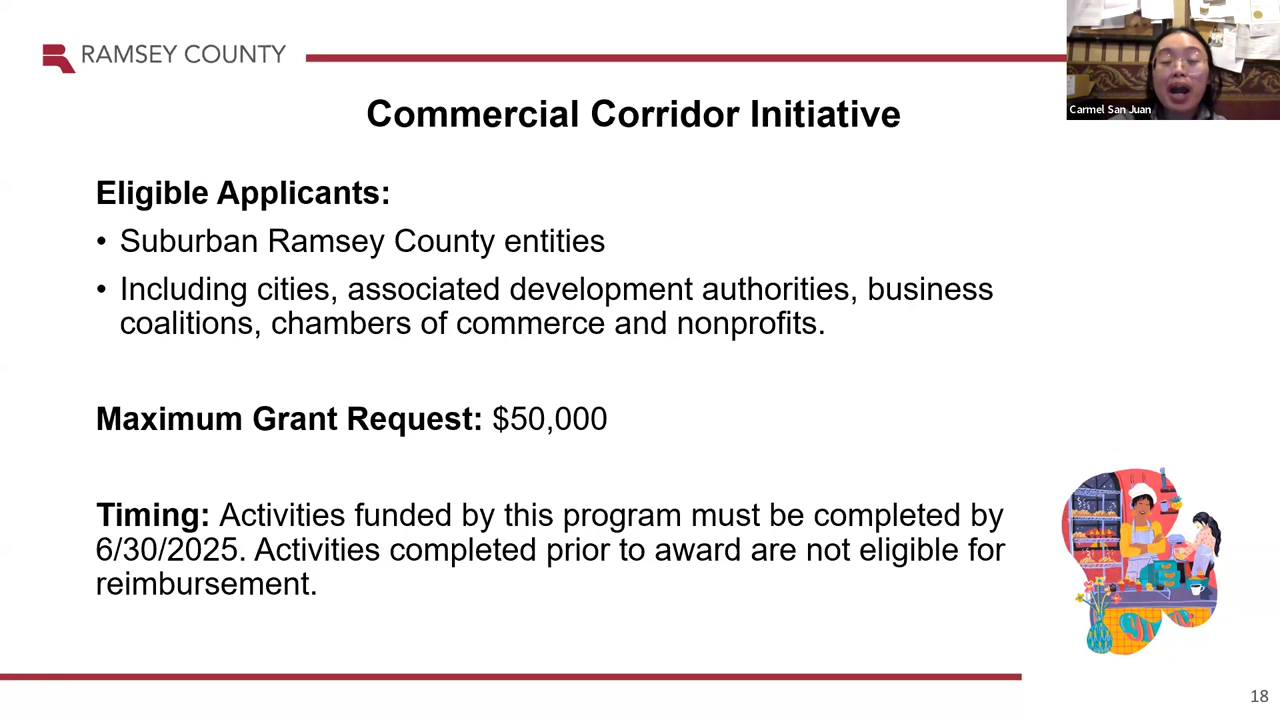 RAMSEY COUNTY
Carmel San Juan
Commercial Corridor Initiative
Eligible Applicants:
• Suburban Ramsey County entities
• Including cities, associated development authorities, business
coalitions, chambers of commerce and nonprofits.
Maximum Grant Request: $50,000
Timing: Activities funded by this program must be completed by
6/30/2025. Activities completed prior to award are not eligible for
reimbursement.
18